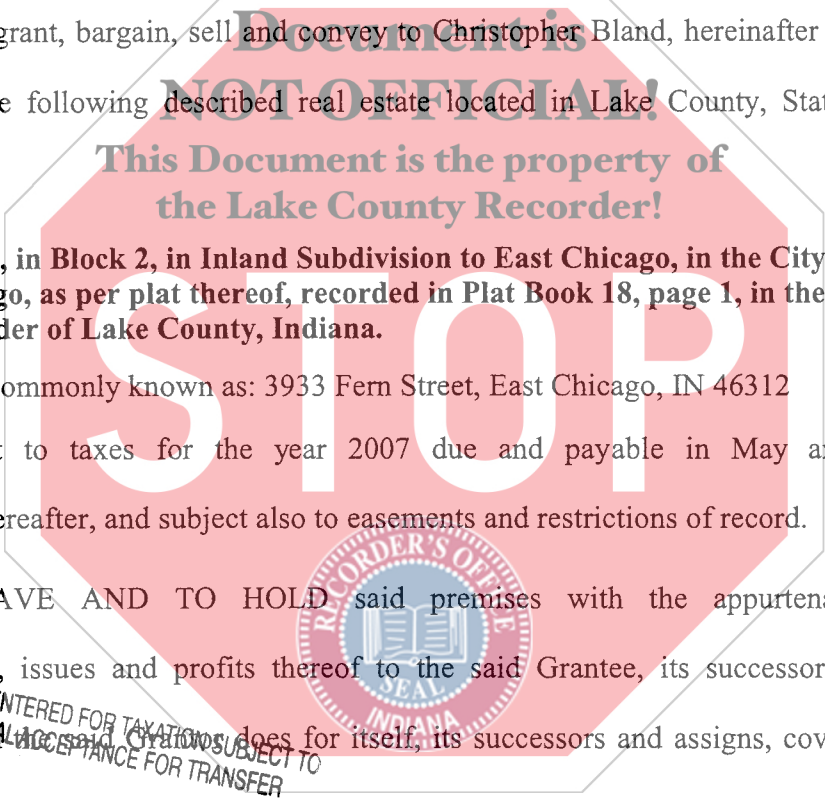 grant, bargain, sell and convey to Christopher Bland, hereinafter
Document is
e following described real estate located in Lake County, Stat
NOT OFFICIAL!
This Document is the property of
the Lake County Recorder!
, in Block 2, in Inland Subdivision to East Chicago, in the City
go, as per plat thereof, recorded in Plat Book 18, page 1, in the
der of Lake County, Indiana.
ommonly known as: 3933 Fern Street, East Chicago, IN 46312
STOP
t to taxes for the year 2007 due and payable in May a
ereafter, and subject also to easements and restrictions of record.
RECORDER'S OFFICE
AVE AND TO HOLD said premises with the appurtena
, issues and profits thereof to the said Grantee, its successor
SEAL
INDIANA
NTERED FOR TAXATION SUBJECT TO
the said Grantor does for itself, its successors and assigns, cov
ACCEPTANCE FOR TRANSFER